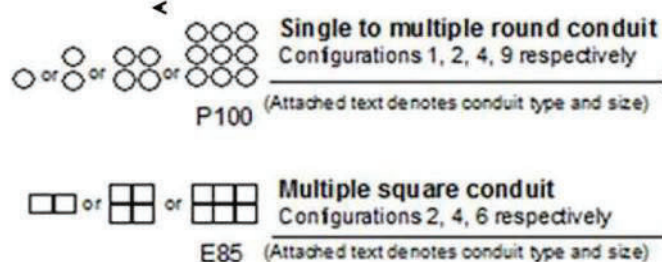 Single to multiple round conduit
or or or Configurations 1, 2, 4, 9 respectively
P100 (Attached text denotes conduit type and size)
Multiple square conduit
or or Configurations 2, 4, 6 respectively
E85 (Attached text denotes conduit type and size)